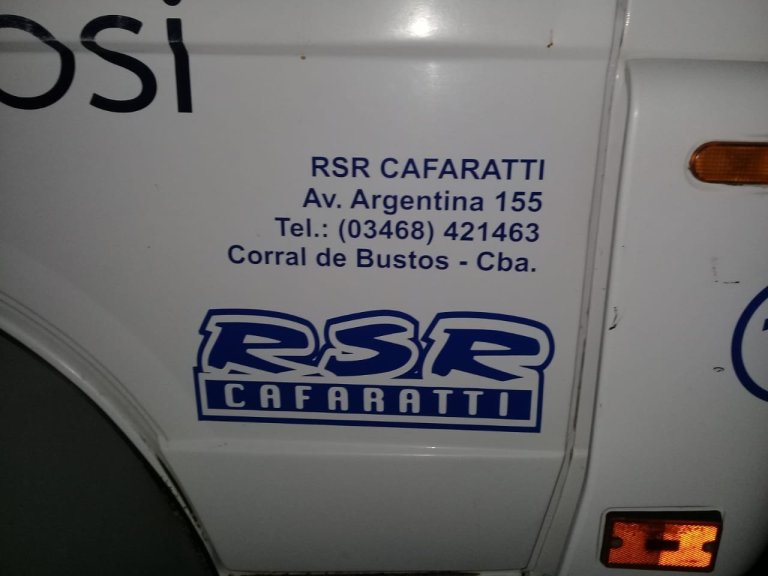 osi
RSR CAFARATTI
Av. Argentina 155
Tel.: (03468) 421463
Corral de Bustos - Cba.
RSR
CAFARATTI